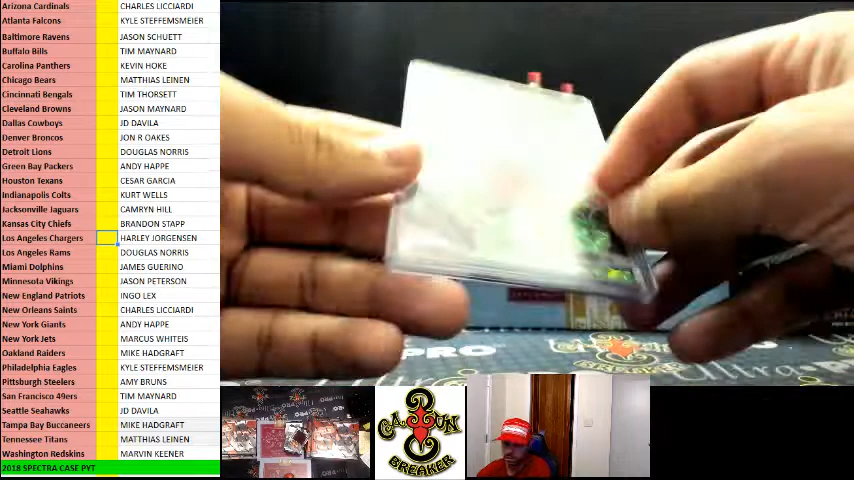 Arizona Cardinals CHARLES LICCIARDI
Atlanta Falcons KYLE STEFFEMSMEIER
Baltimore Ravens JASON SCHUETT
Buffalo Bills TIM MAYNARD
Carolina Panthers KEVIN HOKE
Chicago Bears MATTHIAS LEINEN
Cincinnati Bengals TIM THORSETT
Cleveland Browns JASON MAYNARD
Dallas Cowboys JD DAVILA
Denver Broncos JON R OAKES
Detroit Lions DOUGLAS NORRIS
Green Bay Packers ANDY HAPPE
Houston Texans CESAR GARCIA
Indianapolis Colts KURT WELLS
Jacksonville Jaguars CAMRYN HILL
Kansas City Chiefs BRANDON STAPP
Los Angeles Chargers HARLEY JORGENSEN
Los Angeles Rams DOUGLAS NORRIS
Miami Dolphins JAMES GUERINO
Minnesota Vikings JASON PETERSON
New England Patriots INGO LEX
New Orleans Saints CHARLES LICCIARDI
New York Giants ANDY HAPPE
New York Jets MARCUS WHITEIS
Oakland Raiders MIKE HADGRAFT
Philadelphia Eagles KYLE STEFFEMSMEIER
Pittsburgh Steelers AMY BRUNS
San Francisco 49ers TIM MAYNARD
Seattle Seahawks JD DAVILA
Tampa Bay Buccaneers MIKE HADGRAFT
Tennessee Titans MATTHIAS LEINEN
Washington Redskins MARVIN KEENER
2018 SPECTRA CASE PYT
PRO
Ultra PRO
CAJUN
BREAKER